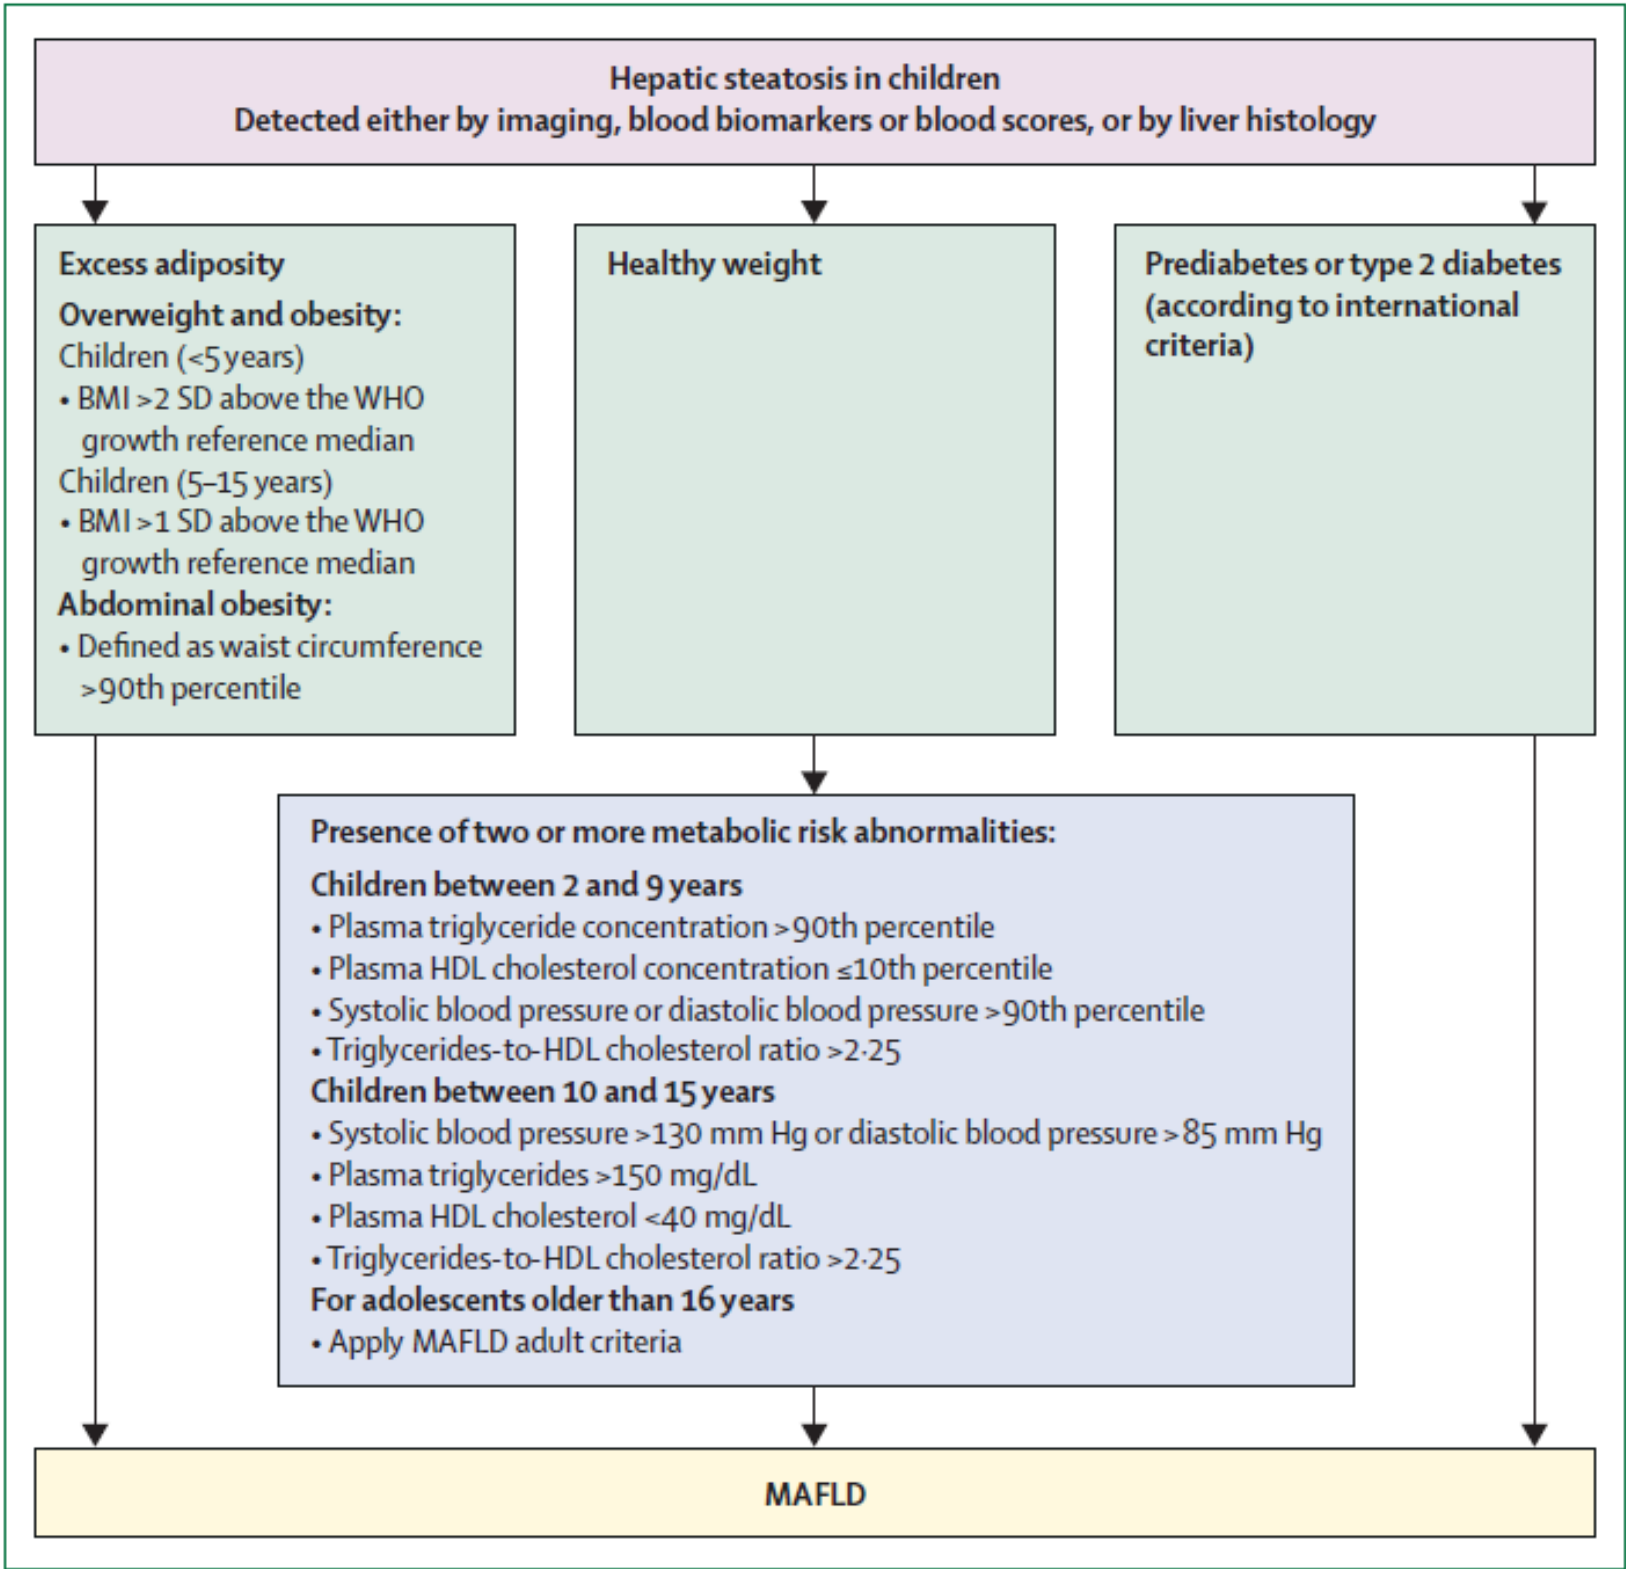 Hepatic steatosis in children
Detected either by imaging, blood biomarkers or blood scores, or by liver histology
Excess adiposity
Overweight and obesity:
Children (<5 years)
• BMI >2 SD above the WHO
growth reference median
Children (5–15 years)
• BMI >1 SD above the WHO
growth reference median
Abdominal obesity:
• Defined as waist circumference
>90th percentile
Healthy weight
Prediabetes or type 2 diabetes
(according to international
criteria)
Presence of two or more metabolic risk abnormalities:
Children between 2 and 9 years
• Plasma triglyceride concentration >90th percentile
• Plasma HDL cholesterol concentration ≤10th percentile
• Systolic blood pressure or diastolic blood pressure >90th percentile
• Triglycerides-to-HDL cholesterol ratio >2·25
Children between 10 and 15 years
• Systolic blood pressure >130 mm Hg or diastolic blood pressure >85 mm Hg
• Plasma triglycerides >150 mg/dL
• Plasma HDL cholesterol <40 mg/dL
• Triglycerides-to-HDL cholesterol ratio >2·25
For adolescents older than 16 years
• Apply MAFLD adult criteria
MAFLD